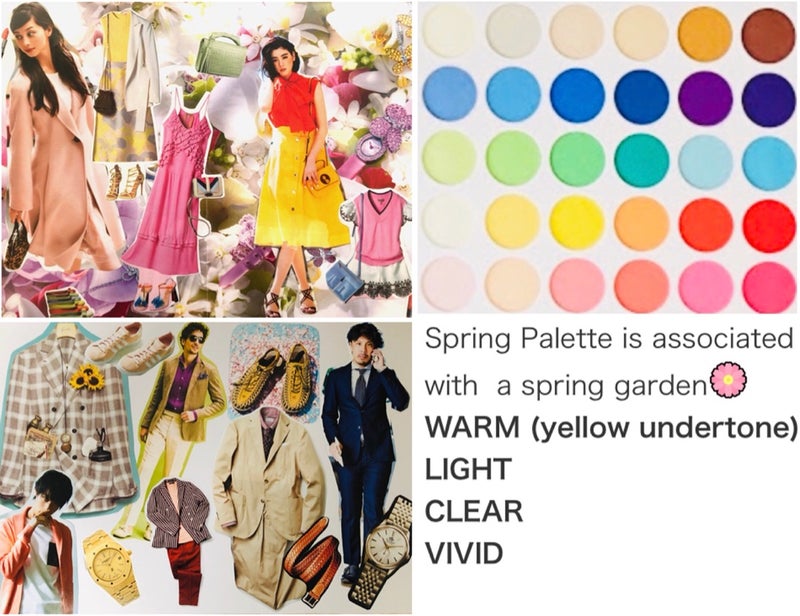 Spring Palette is associated
with a spring garden🌸
WARM (yellow undertone)
LIGHT
CLEAR
VIVID